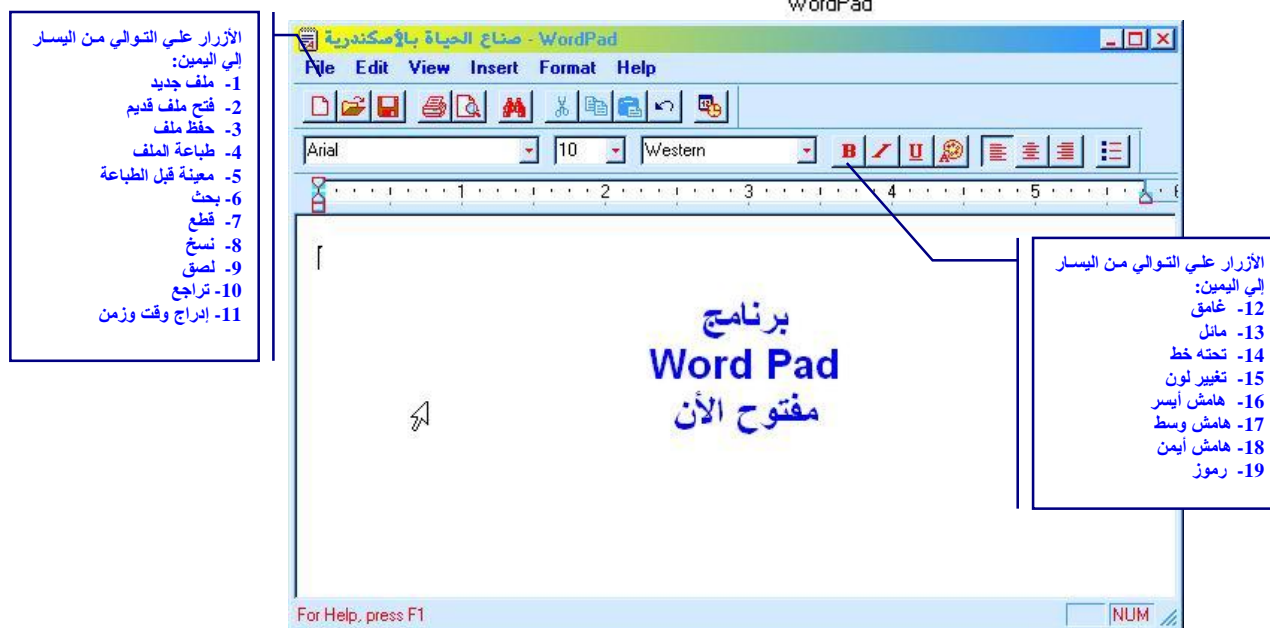 WordPad
الأزرار علي التوالي من اليسار
إلي اليمين:
1- ملف جديد
2- فتح ملف قديم
3- حفظ ملف
4- طباعة الملف
5- معينة قبل الطباعة
6- بحث
7- قطع
8- نسخ
9- لصق
10- تراجع
11- إدراج وقت وزمن
صناع الحياة بالأسكندرية - WordPad
File Edit View Insert Format Help
Arial 10 Western B I U
1 2 3 4 5 6
برنامج
Word Pad
مفتوح الأن
الأزرار علي التوالي من اليسار
إلي اليمين:
12- غامق
13- مائل
14- تحته خط
15- تغيير لون
16- هامش أيسر
17- هامش وسط
18- هامش أيمن
19- رموز
For Help, press F1 NUM